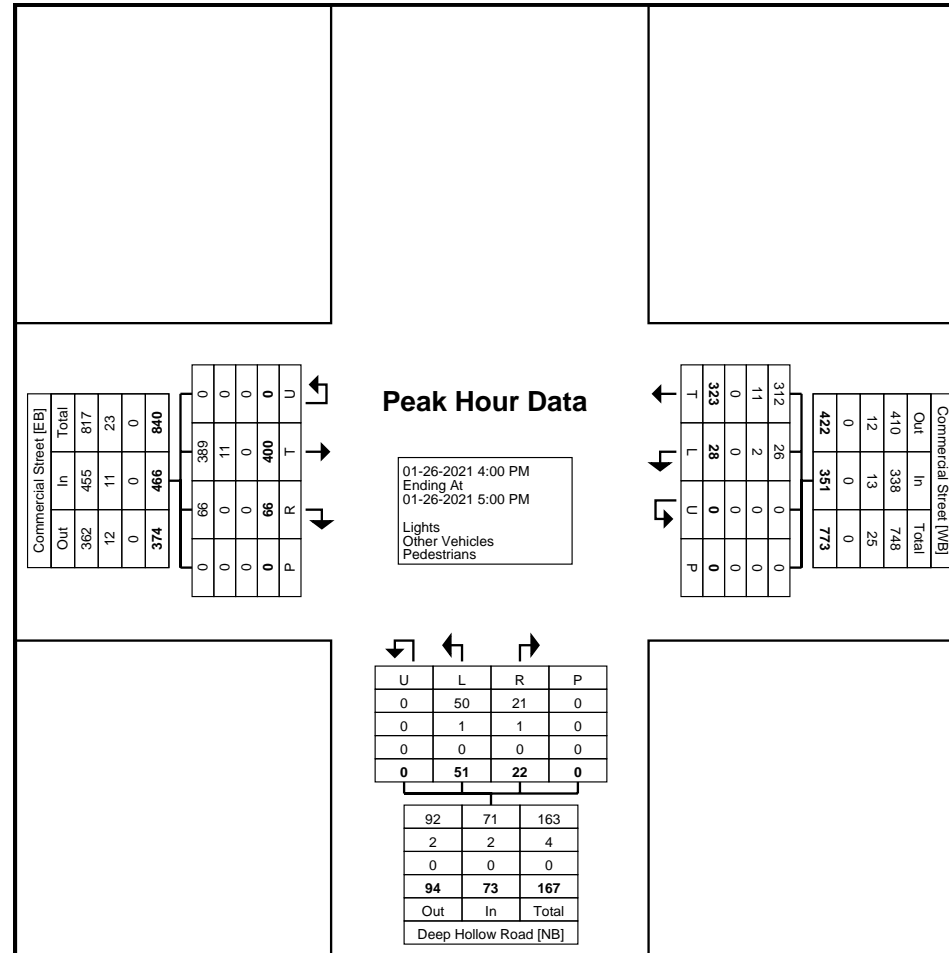 Peak Hour Data
01-26-2021 4:00 PM
Ending At
01-26-2021 5:00 PM
Lights
Other Vehicles
Pedestrians
Commercial Street [EB]
Total In Out
817 455 362
23 11 12
0 0 0
840 466 374
0 389 66 0
0 11 0 0
0 0 0 0
0 400 66 0
U T R P
Commercial Street [WB]
Out In Total
410 338 748
12 13 25
0 0 0
422 351 773
312 26 0 0
11 2 0 0
0 0 0 0
323 28 0 0
T L U P
U L R P
0 50 21 0
0 1 1 0
0 0 0 0
0 51 22 0
92 71 163
2 2 4
0 0 0
94 73 167
Out In Total
Deep Hollow Road [NB]